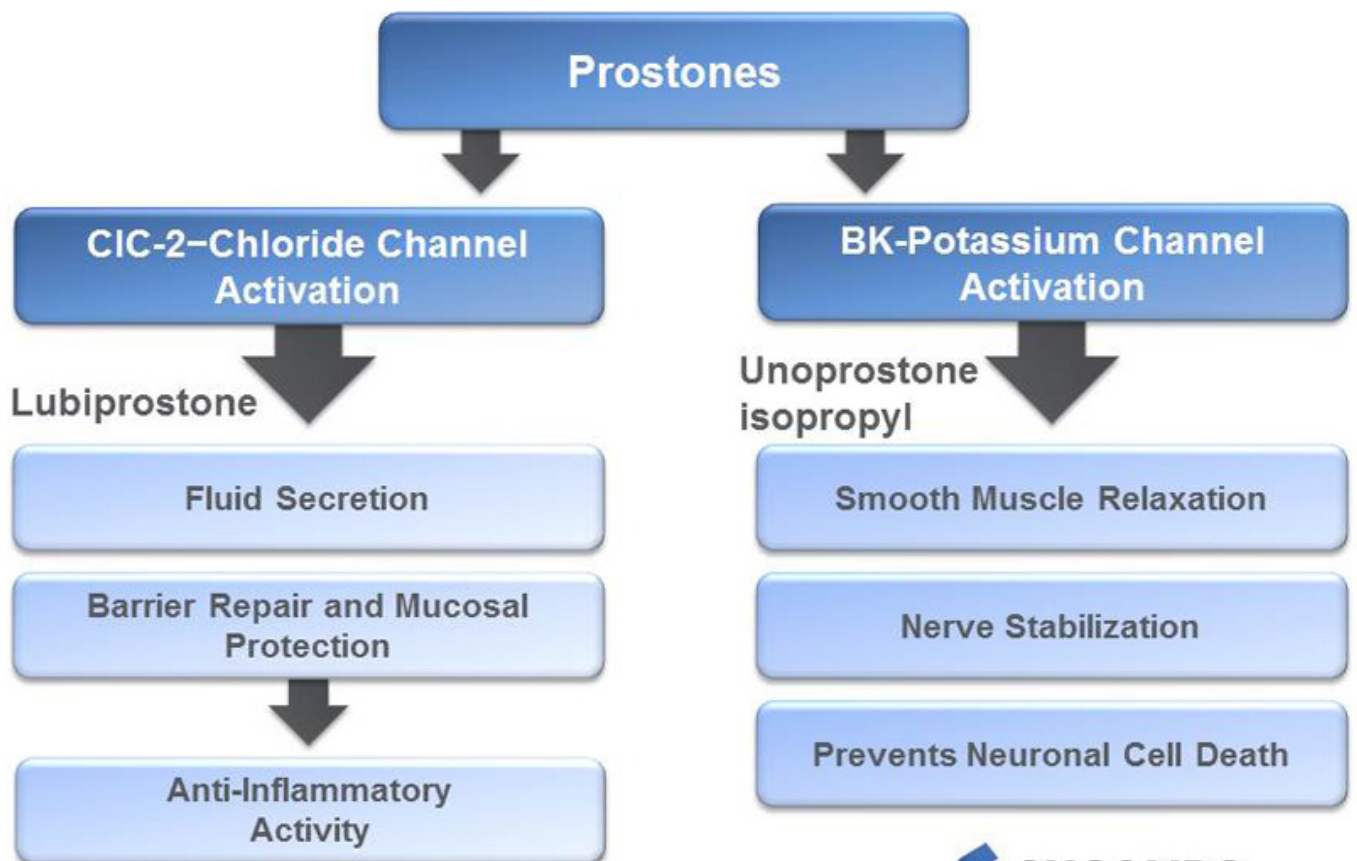 Prostones
ClC-2−Chloride Channel
Activation
BK-Potassium Channel
Activation
Lubiprostone
Unoprostone
isopropyl
Fluid Secretion
Smooth Muscle Relaxation
Barrier Repair and Mucosal
Protection
Nerve Stabilization
Prevents Neuronal Cell Death
Anti-Inflammatory
Activity